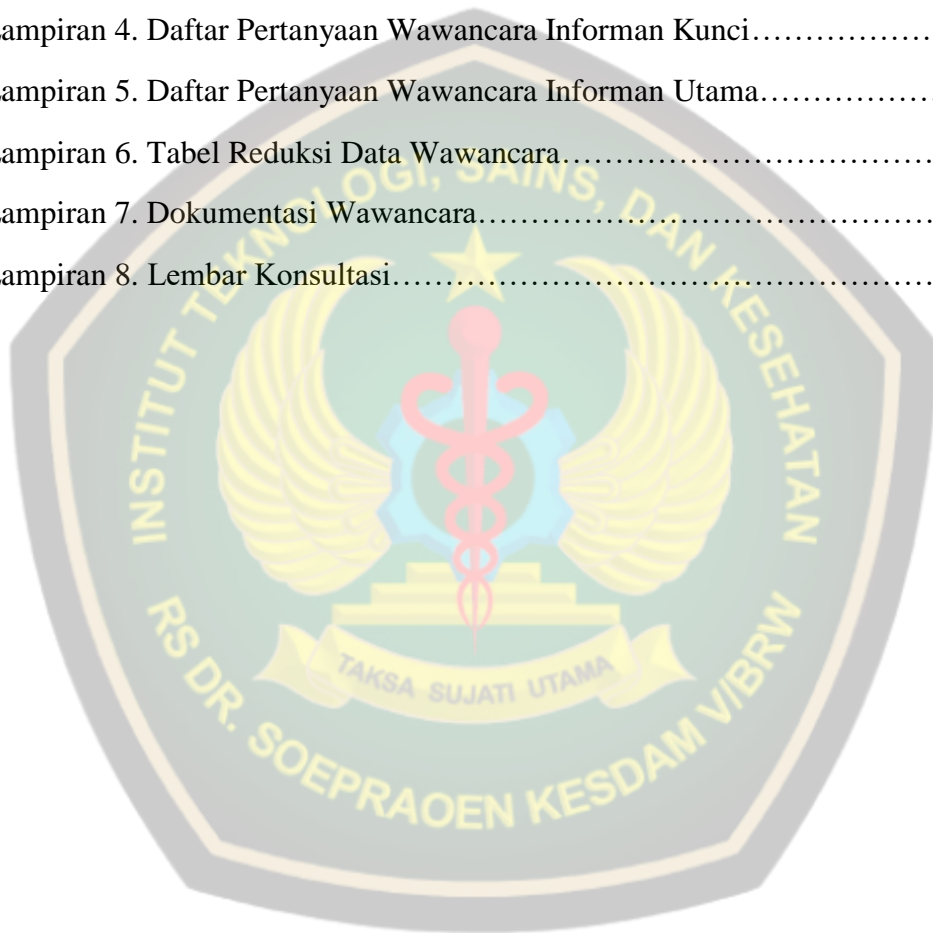 ampiran 4. Daftar Pertanyaan Wawancara Informan Kunci………………
ampiran 5. Daftar Pertanyaan Wawancara Informan Utama………………
ampiran 6. Tabel Reduksi Data Wawancara……………………………………
ampiran 7. Dokumentasi Wawancara……………………………………………
ampiran 8. Lembar Konsultasi……………………………………………………
INSTITUT TEKNOLOGI, SAINS, DAN KESEHATAN
TAKSA SUJATI UTAMA
RS DR. SOEPRAOEN KESDAM V/BRW